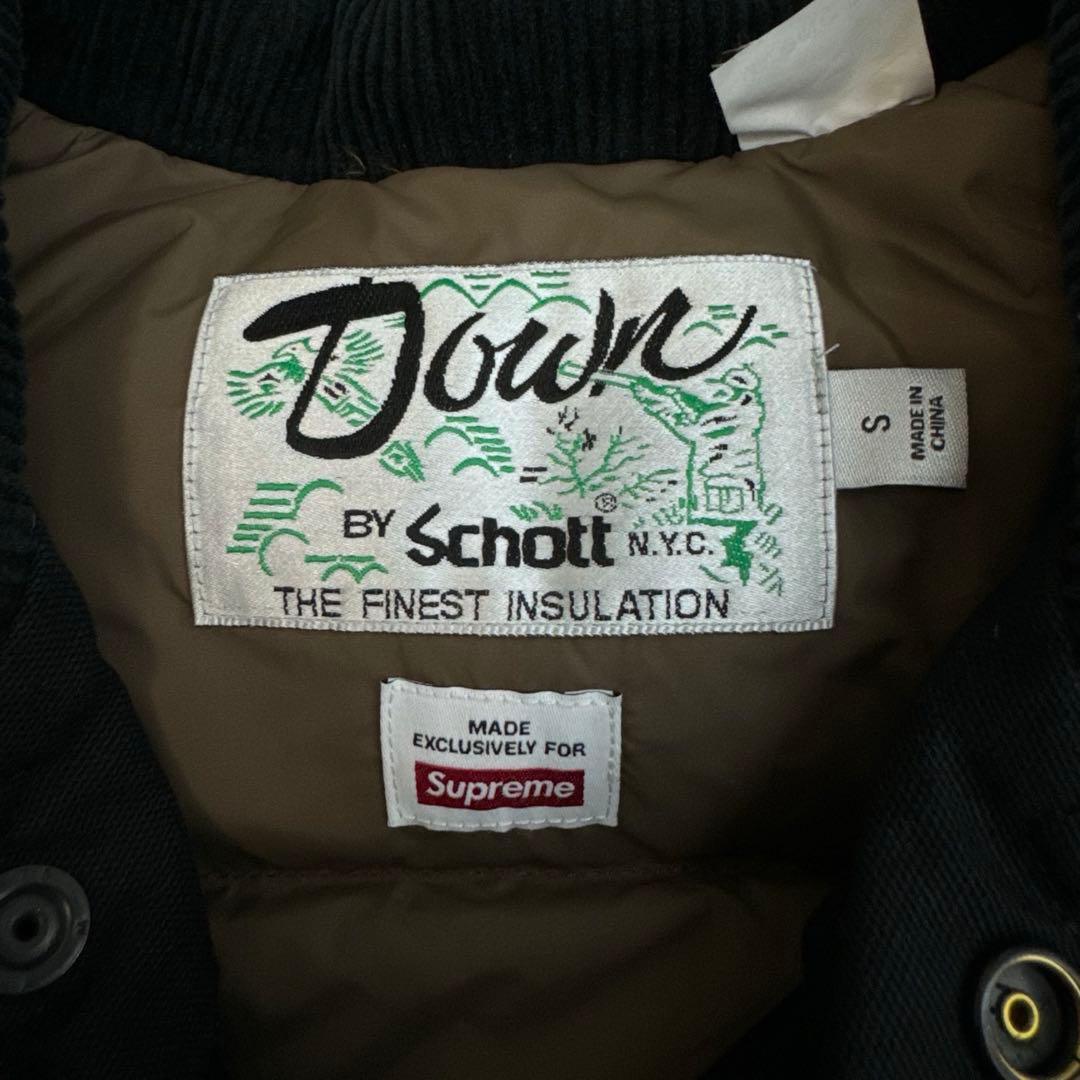 Down
BY Schott® N.Y.C.
THE FINEST INSULATION
S
MADE IN
CHINA
MADE
EXCLUSIVELY FOR
Supreme